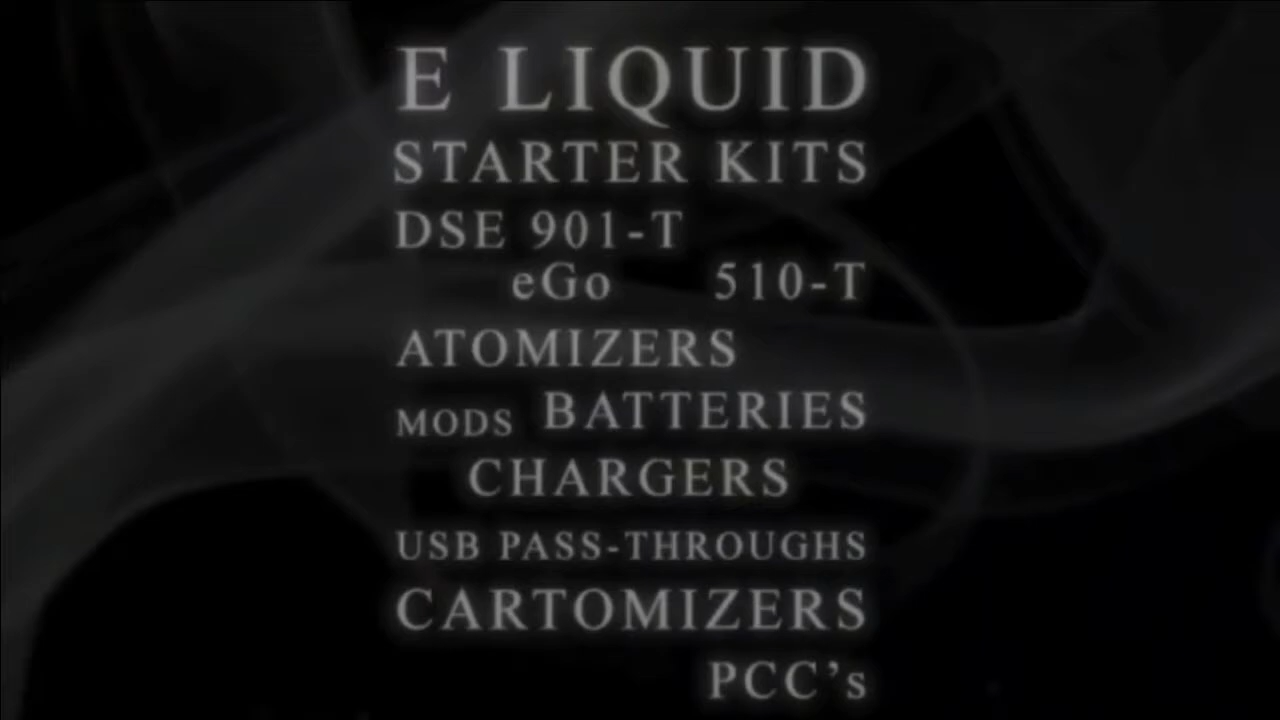 E LIQUID
STARTER KITS
DSE 901-T
eGo 510-T
ATOMIZERS
MODS BATTERIES
CHARGERS
USB PASS-THROUGHS
CARTOMIZERS
PCC's